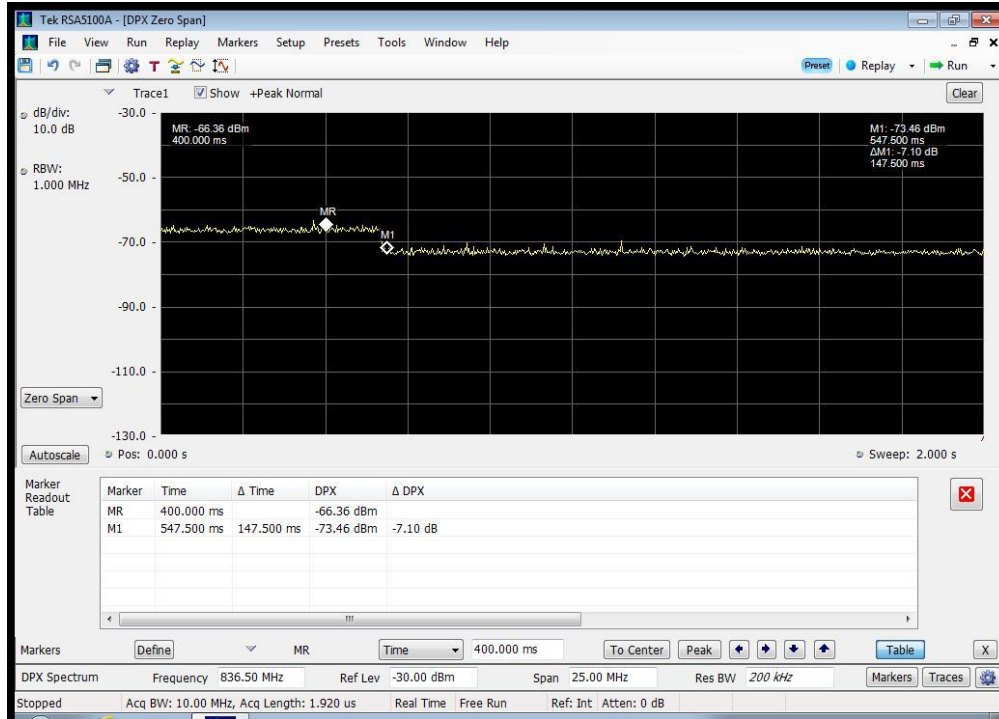 Tek RSA5100A - [DPX Zero Span]
File View Run Replay Markers Setup Presets Tools Window Help
Preset Replay Run
Trace1 Show +Peak Normal Clear
dB/div:
10.0 dB
RBW:
1.000 MHz
-30.0
-50.0
-70.0
-90.0
-110.0
-130.0
MR: -66.36 dBm
400.000 ms
M1: -73.46 dBm
547.500 ms
ΔM1: -7.10 dB
147.500 ms
MR
M1
Zero Span
Autoscale Pos: 0.000 s Sweep: 2.000 s
Marker
Readout
Table
Marker Time Δ Time DPX Δ DPX
MR 400.000 ms -66.36 dBm
M1 547.500 ms 147.500 ms -73.46 dBm -7.10 dB
Markers Define MR Time 400.000 ms To Center Peak Table X
DPX Spectrum Frequency 836.50 MHz Ref Lev -30.00 dBm Span 25.00 MHz Res BW 200 kHz Markers Traces
Stopped Acq BW: 10.00 MHz, Acq Length: 1.920 us Real Time Free Run Ref: Int Atten: 0 dB